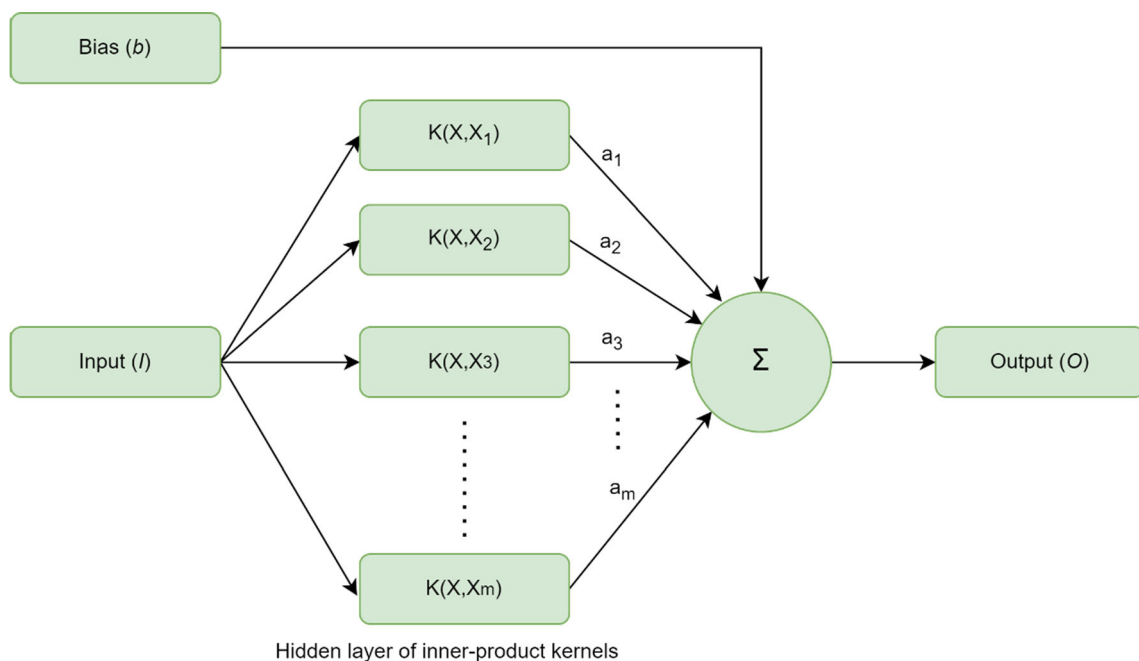 Bias (b)
K(X,X₁)
a₁
K(X,X₂)
a₂
Input (I)
K(X,X₃)
a₃
Σ
Output (O)
aₘ
K(X,Xₘ)
Hidden layer of inner-product kernels